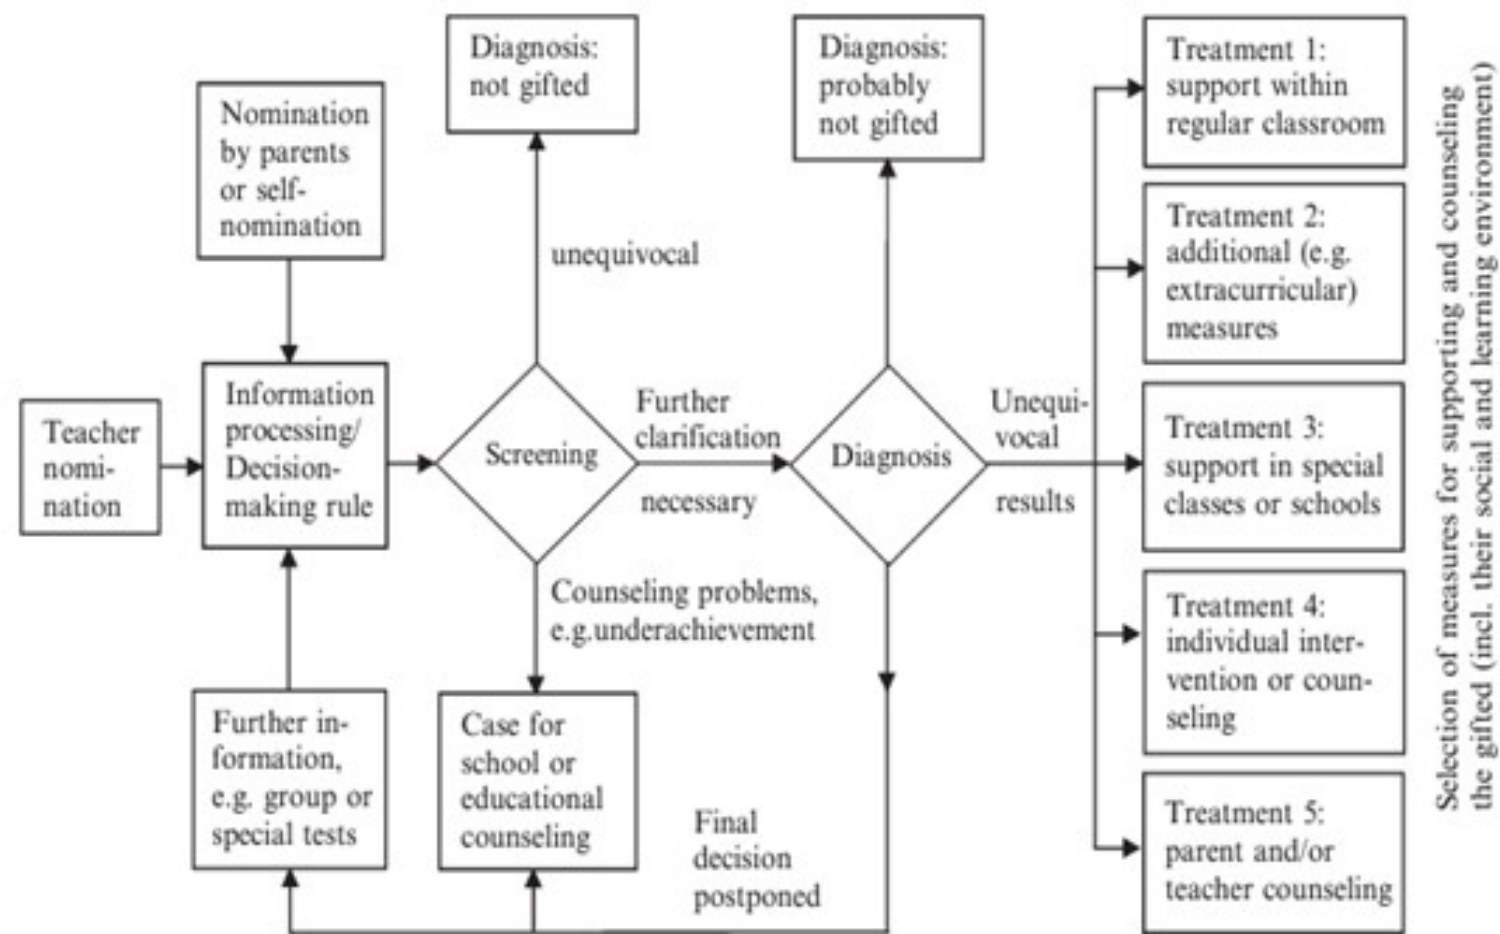 Teacher
nomi-
nation
Nomination
by parents
or self-
nomination
Information
processing/
Decision-
making rule
Further in-
formation,
e.g. group or
special tests
Diagnosis:
not gifted
unequivocal
Screening
Counseling problems,
e.g.underachievement
Case for
school or
educational
counseling
Further
clarification
necessary
Diagnosis:
probably
not gifted
Diagnosis
Final
decision
postponed
Unequi-
vocal
results
Treatment 1:
support within
regular classroom
Treatment 2:
additional (e.g.
extracurricular)
measures
Treatment 3:
support in special
classes or schools
Treatment 4:
individual inter-
vention or coun-
seling
Treatment 5:
parent and/or
teacher counseling
Selection of measures for supporting and counseling
the gifted (incl. their social and learning environment)